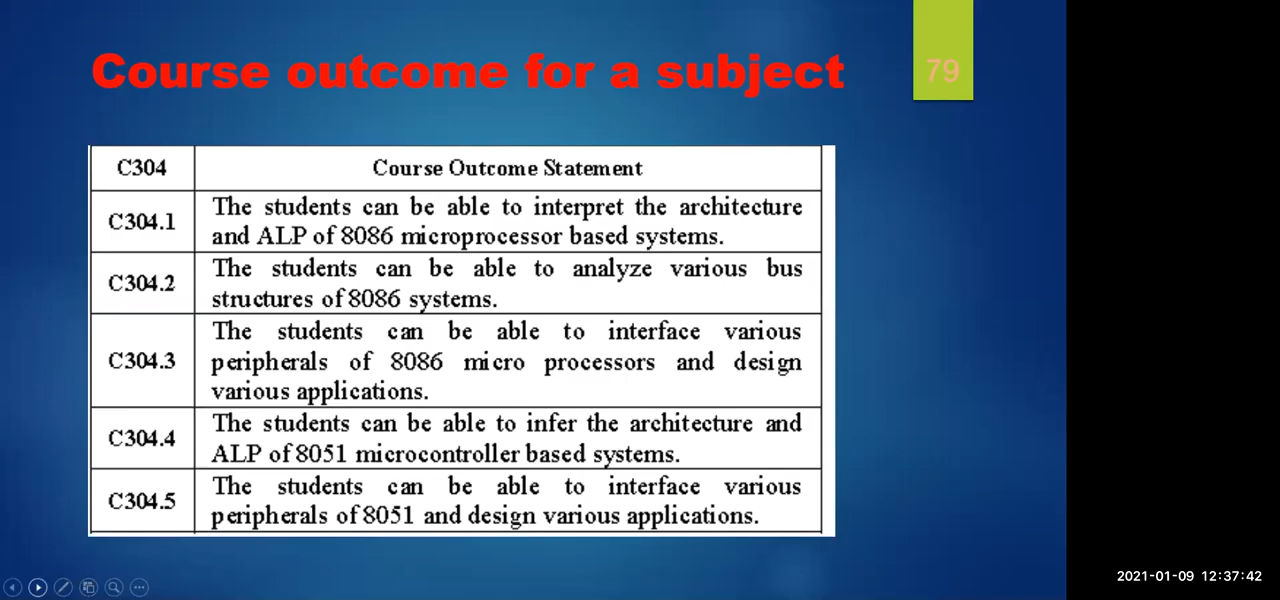 Course outcome for a subject
79
C304 Course Outcome Statement
C304.1
The students can be able to interpret the architecture
and ALP of 8086 microprocessor based systems.
C304.2
The students can be able to analyze various bus
structures of 8086 systems.
C304.3
The students can be able to interface various
peripherals of 8086 micro processors and design
various applications.
C304.4
The students can be able to infer the architecture and
ALP of 8051 microcontroller based systems.
C304.5
The students can be able to interface various
peripherals of 8051 and design various applications.
2021-01-09 12:37:42